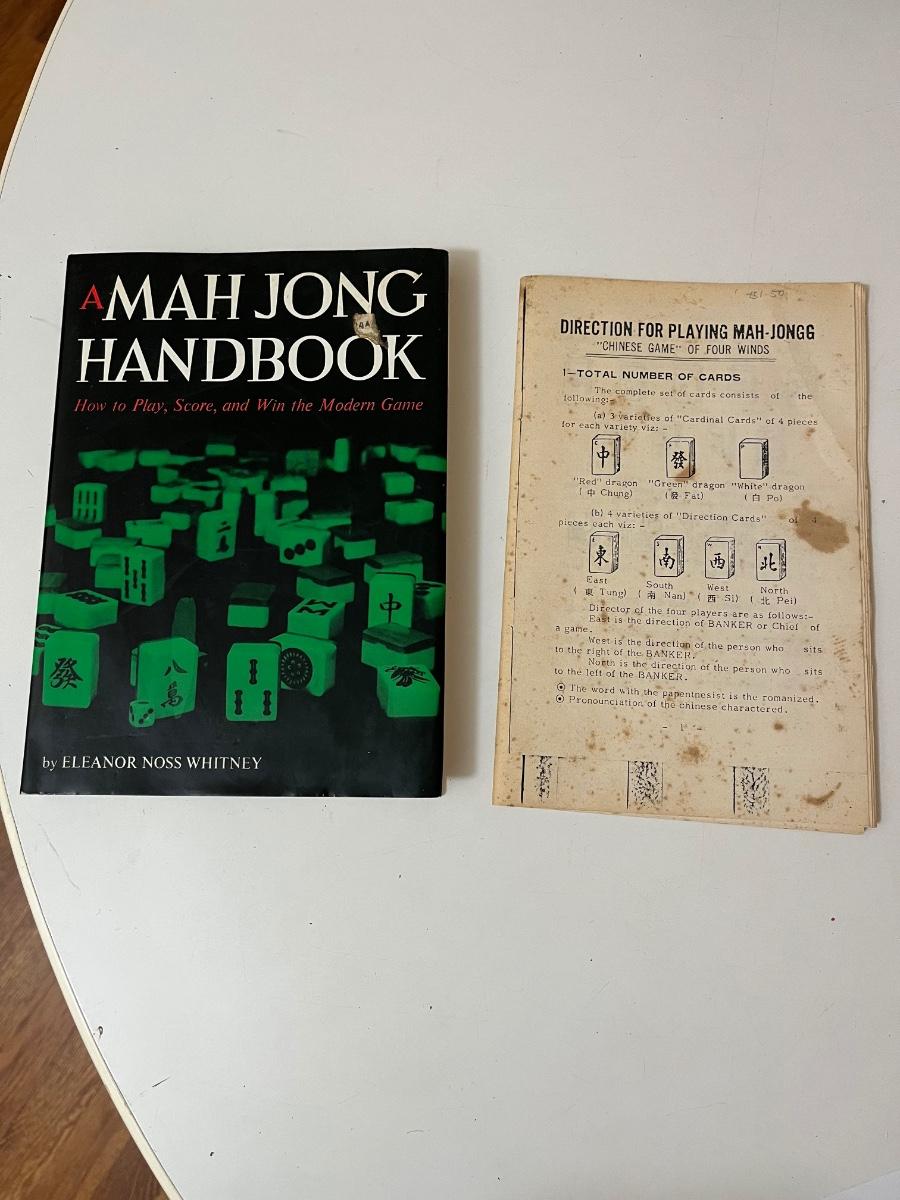 A MAH JONG
HANDBOOK
How to Play, Score, and Win the Modern Game
中
發
八
萬
by ELEANOR NOSS WHITNEY
DIRECTION FOR PLAYING MAH-JONGG
"CHINESE GAME" OF FOUR WINDS
1—TOTAL NUMBER OF CARDS
The complete set of cards consists of the
following:-
(a) 3 varieties of "Cardinal Cards" of 4 pieces
for each variety viz: -
中 發
"Red" dragon "Green" dragon "White" dragon
( 中 Chung) (發 Fat) (白 Po)
(b) 4 varieties of "Direction Cards" of 4
pieces each viz: -
東 南 西 北
East South West North
( 東 Tung) ( 南 Nan) ( 西 Si) ( 北 Pei)
Director of the four players are as follows:-
East is the direction of BANKER or Chief of
a game.
West is the direction of the person who sits
to the right of the BANKER.
North is the direction of the person who sits
to the left of the BANKER.
⊙ The word with the papentnesist is the romanized.
⊙ Pronounciation of the chinese charactered.
- 1 -